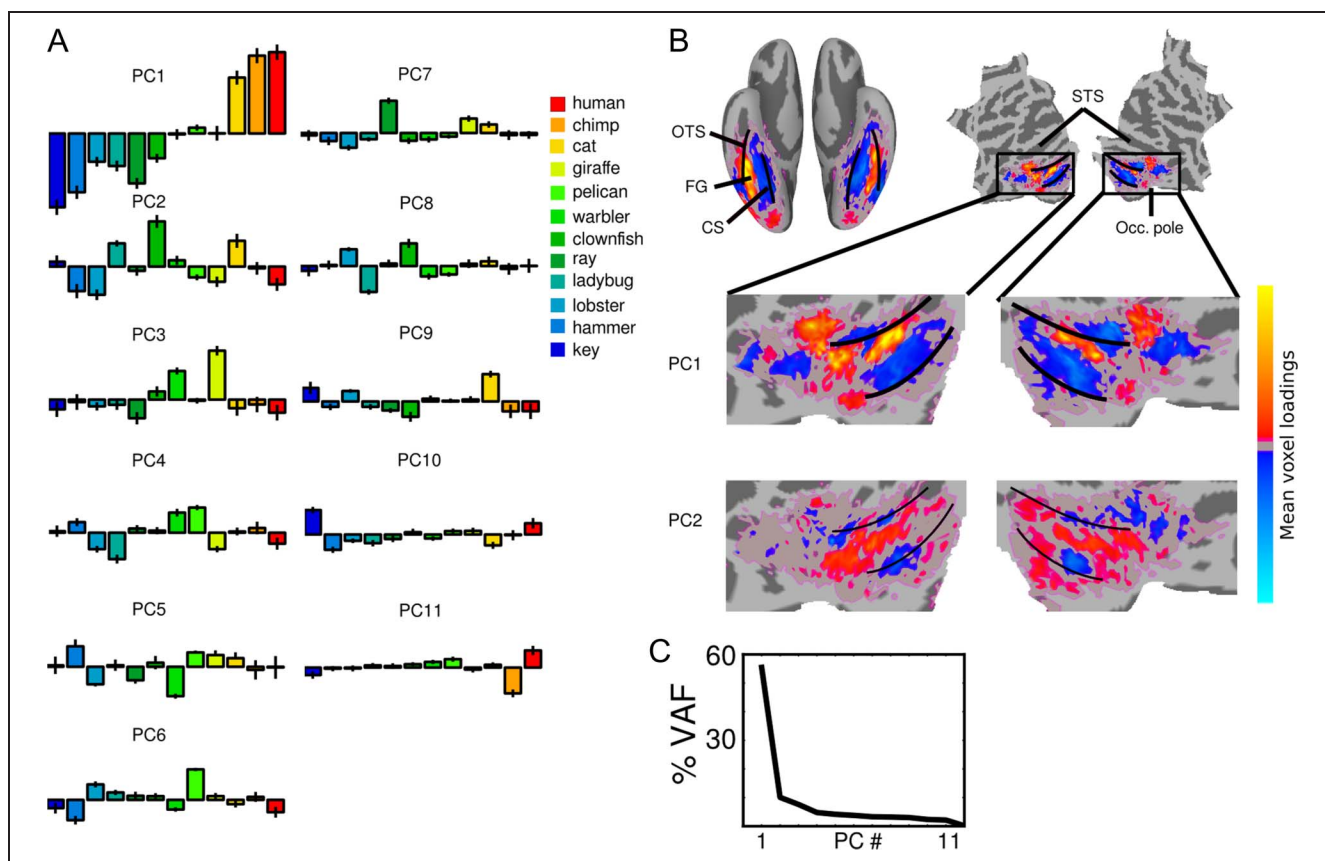 A
PC1
PC2
PC3
PC4
PC5
PC6
PC7
PC8
PC9
PC10
PC11
human
chimp
cat
giraffe
pelican
warbler
clownfish
ray
ladybug
lobster
hammer
key
B
OTS
FG
CS
STS
Occ. pole
PC1
PC2
Mean voxel loadings
C
% VAF
60
30
1 PC # 11